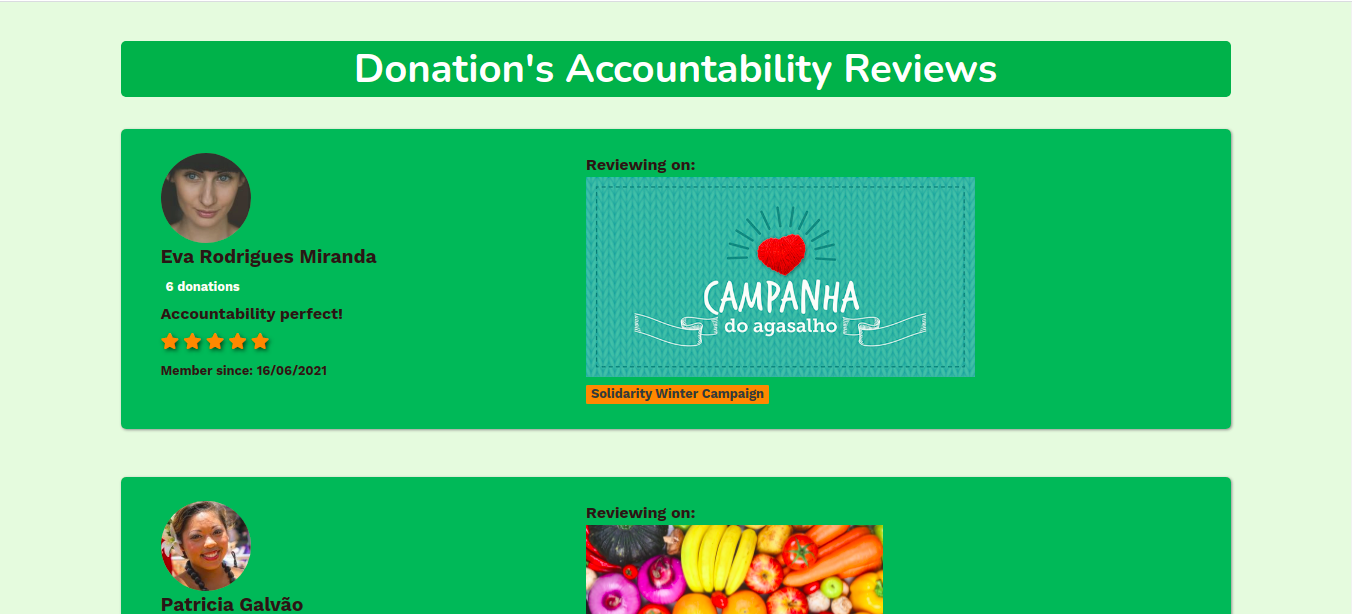 Donation's Accountability Reviews
Eva Rodrigues Miranda
6 donations
Accountability perfect!
Member since: 16/06/2021
Reviewing on:
CAMPANHA
do agasalho
Solidarity Winter Campaign
Patricia Galvão
Reviewing on: